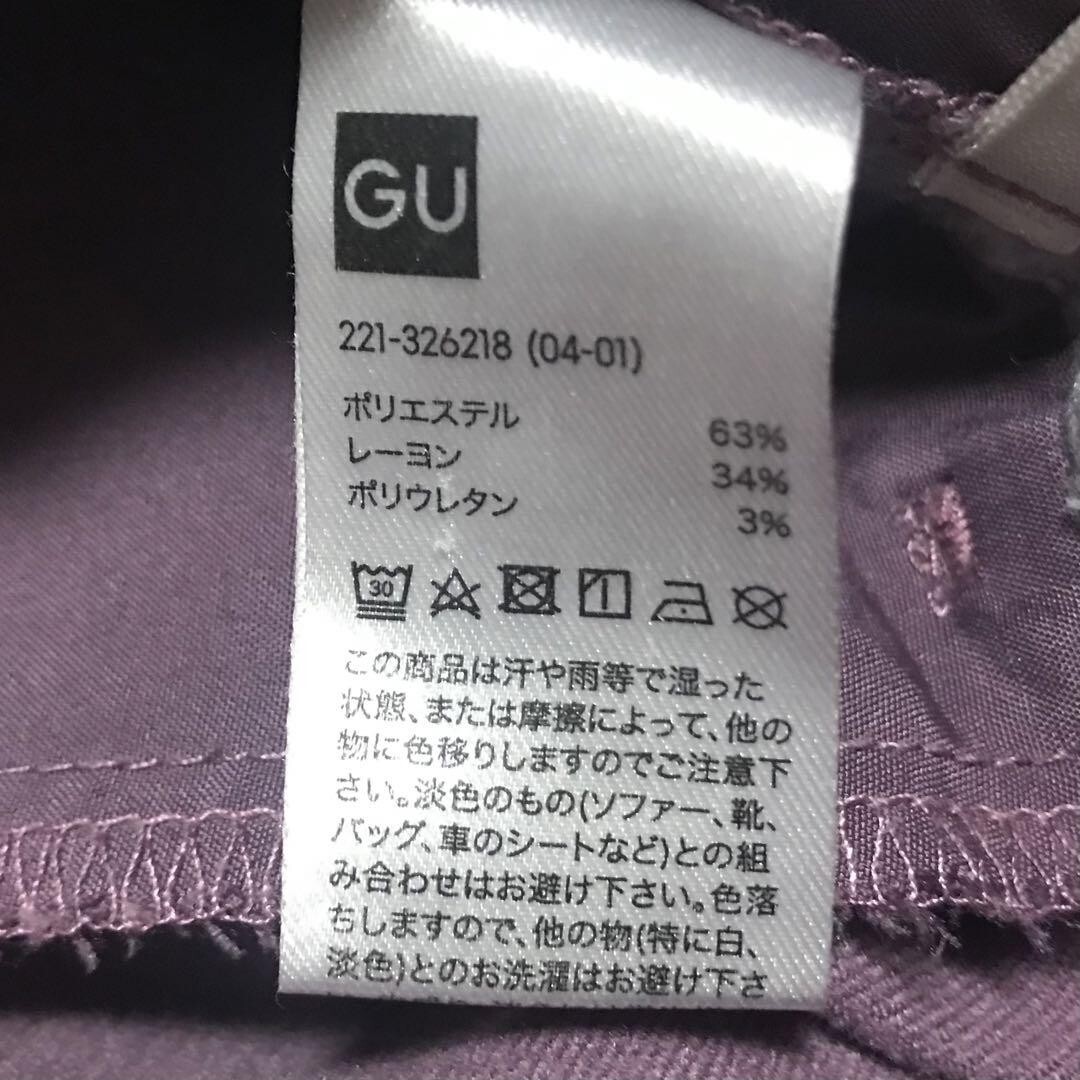 GU
221-326218 (04-01)
ポリエステル 63%
レーヨン 34%
ポリウレタン 3%
30
この商品は汗や雨等で湿った
状態、または摩擦によって、他の
物に色移りしますのでご注意下
さい。淡色のもの(ソファー、靴、
バッグ、車のシートなど)との組
み合わせはお避け下さい。色落
ちしますので、他の物(特に白、
淡色)とのお洗濯はお避け下さ